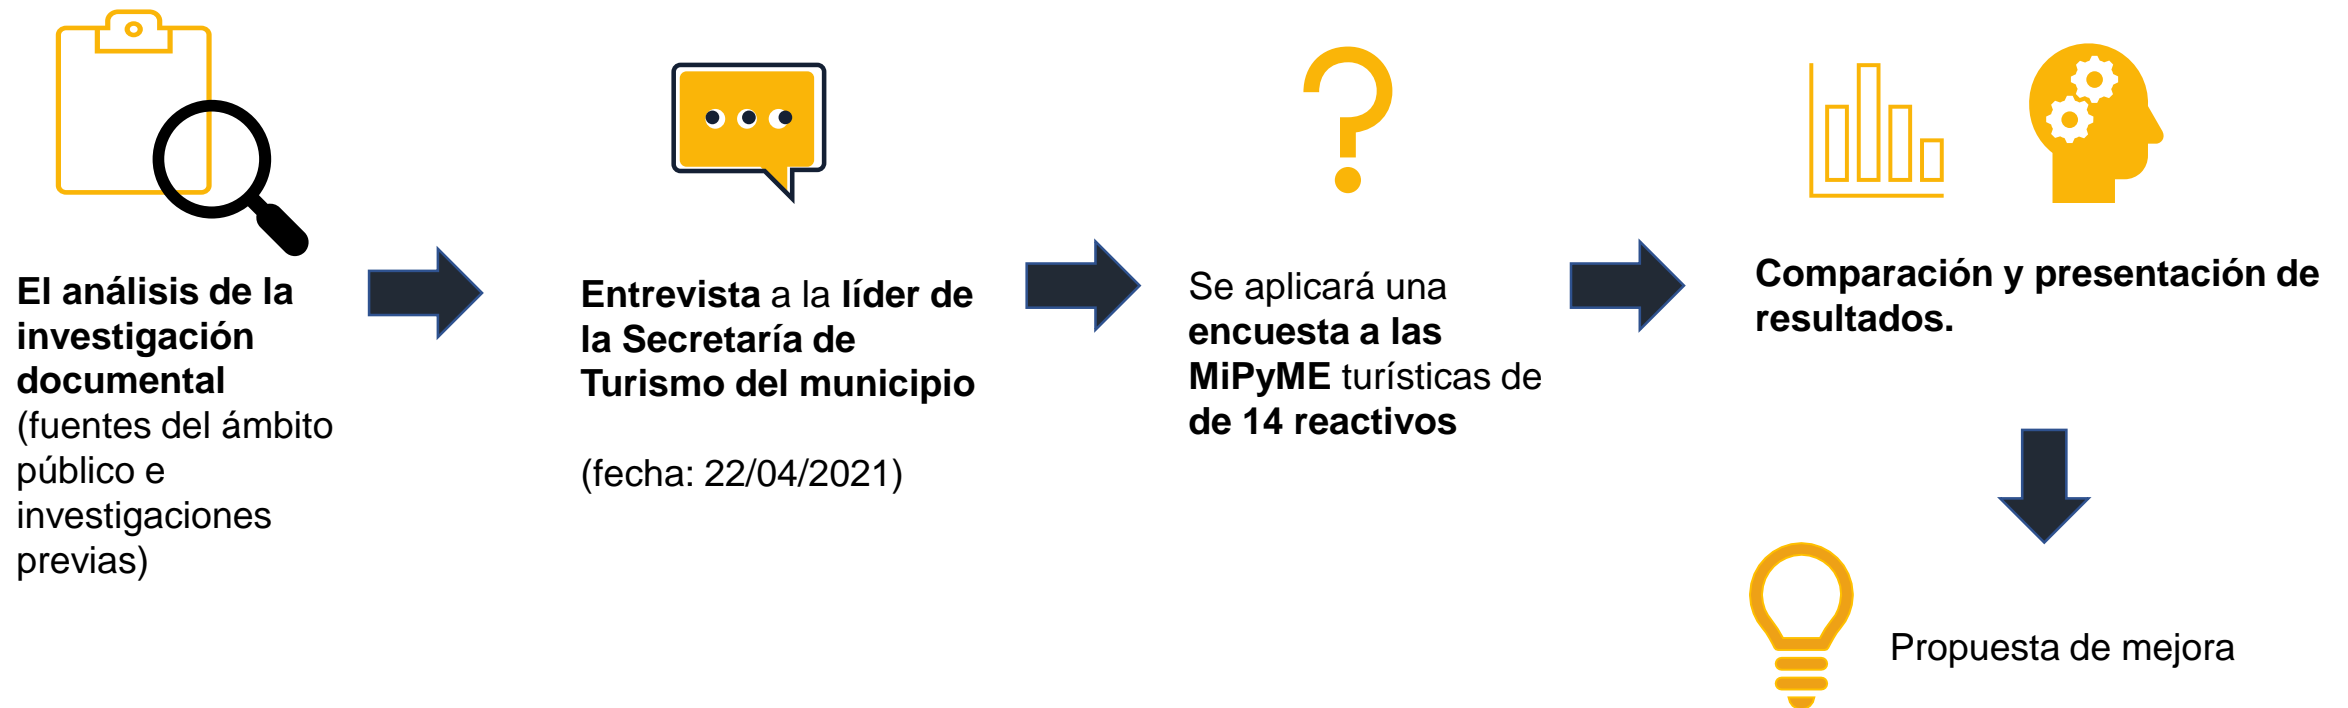 El análisis de la
investigación
documental
(fuentes del ámbito
público e
investigaciones
previas)
Entrevista a la líder de
la Secretaría de
Turismo del municipio
(fecha: 22/04/2021)
Se aplicará una
encuesta a las
MiPyME turísticas de
de 14 reactivos
Comparación y presentación de
resultados.
Propuesta de mejora